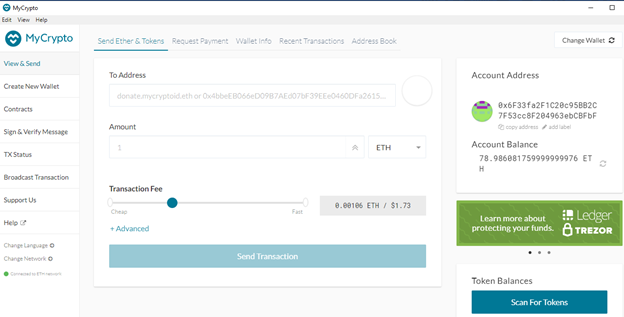 MyCrypto
Edit View Help
MyCrypto
View & Send
Create New Wallet
Contracts
Sign & Verify Message
TX Status
Broadcast Transaction
Support Us
Help
Change Language
Change Network
Connected to ETH network
Send Ether & Tokens Request Payment Wallet Info Recent Transactions Address Book
Change Wallet
To Address
donate.mycryptoid.eth or 0x4bbeEB066eD09B7AEd07bF39EEe0460DFa2615...
Amount
1
ETH
Transaction Fee
Cheap Fast
0.00106 ETH / $1.73
+ Advanced
Send Transaction
Account Address
0x6F33fa2F1C20c95BB2C
7F53cc8F204963ebCBFbF
copy address add label
Account Balance
78.986081759999999976 ET
H
Learn more about
protecting your funds.
Ledger
TREZOR
Token Balances
Scan For Tokens